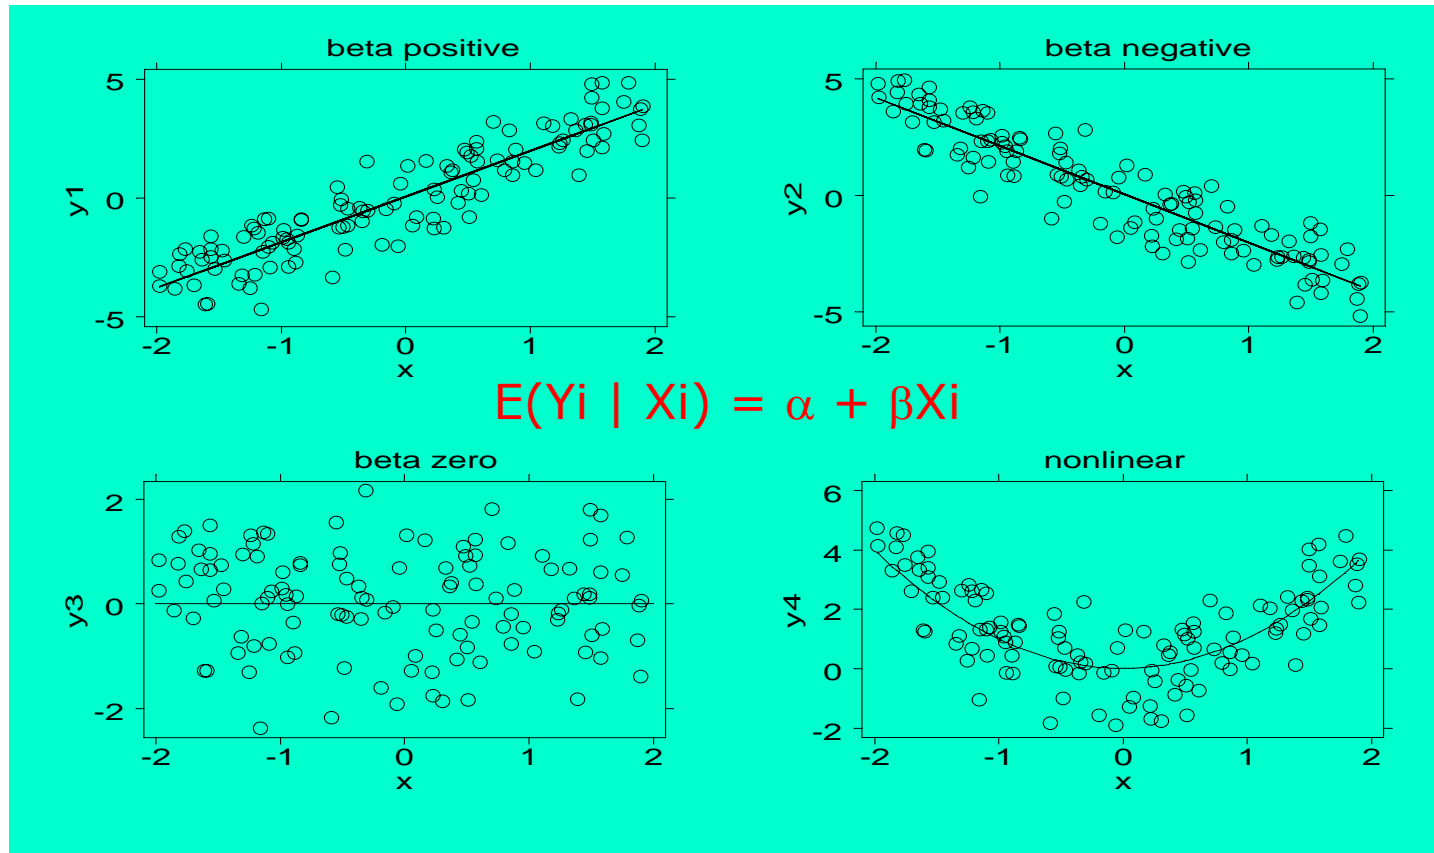 beta positive
y1
5
0
-5
-2 -1 0 1 2
x
beta negative
y2
5
0
-5
-2 -1 0 1 2
x
E(Yi | Xi) = α + βXi
beta zero
y3
2
0
-2
-2 -1 0 1 2
x
nonlinear
y4
6
4
2
0
-2
-2 -1 0 1 2
x